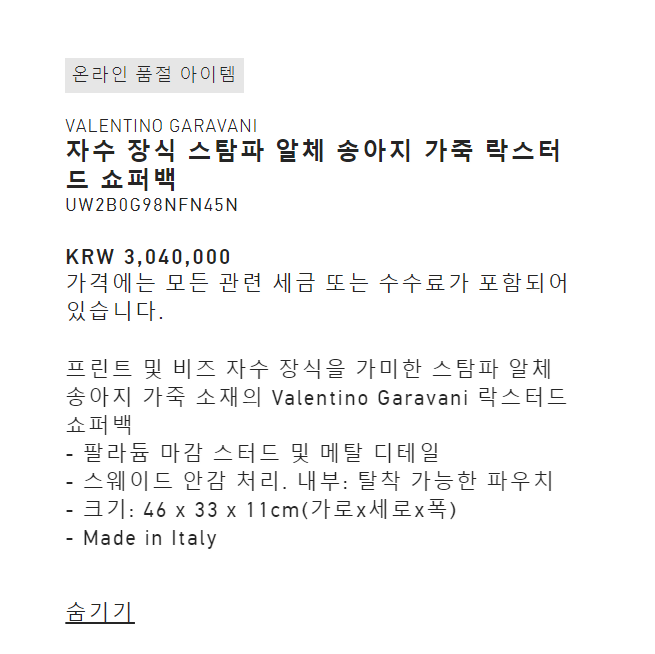 온라인 품절 아이템
VALENTINO GARAVANI
자수 장식 스탐파 알체 송아지 가죽 락스터
드 쇼퍼백
UW2B0G98NFN45N
KRW 3,040,000
가격에는 모든 관련 세금 또는 수수료가 포함되어
있습니다.
프린트 및 비즈 자수 장식을 가미한 스탐파 알체
송아지 가죽 소재의 Valentino Garavani 락스터드
쇼퍼백
- 팔라듐 마감 스터드 및 메탈 디테일
- 스웨이드 안감 처리. 내부: 탈착 가능한 파우치
- 크기: 46 x 33 x 11cm(가로x세로x폭)
- Made in Italy
숨기기